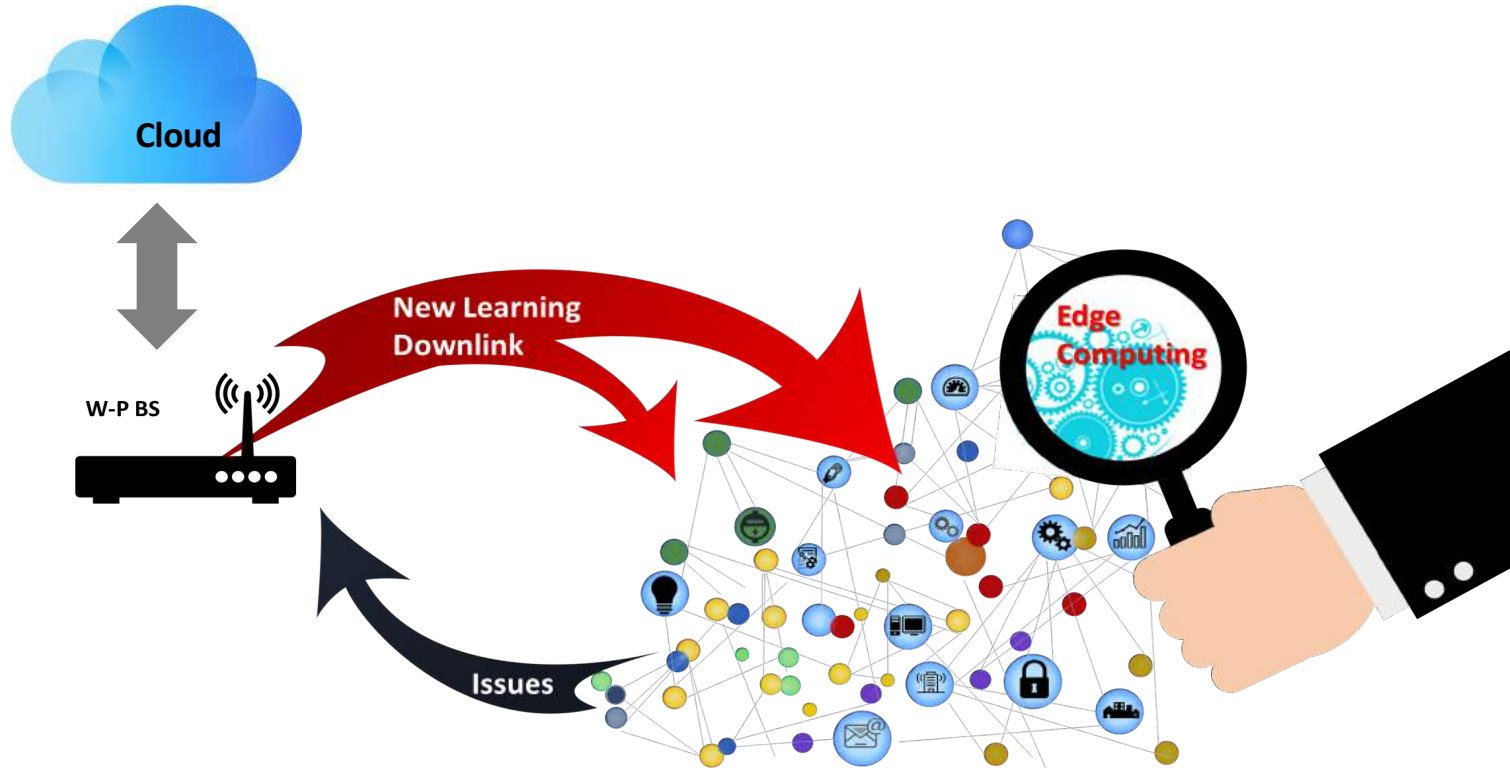 Cloud
New Learning
Downlink
W-P BS
Edge
Computing
Issues
@